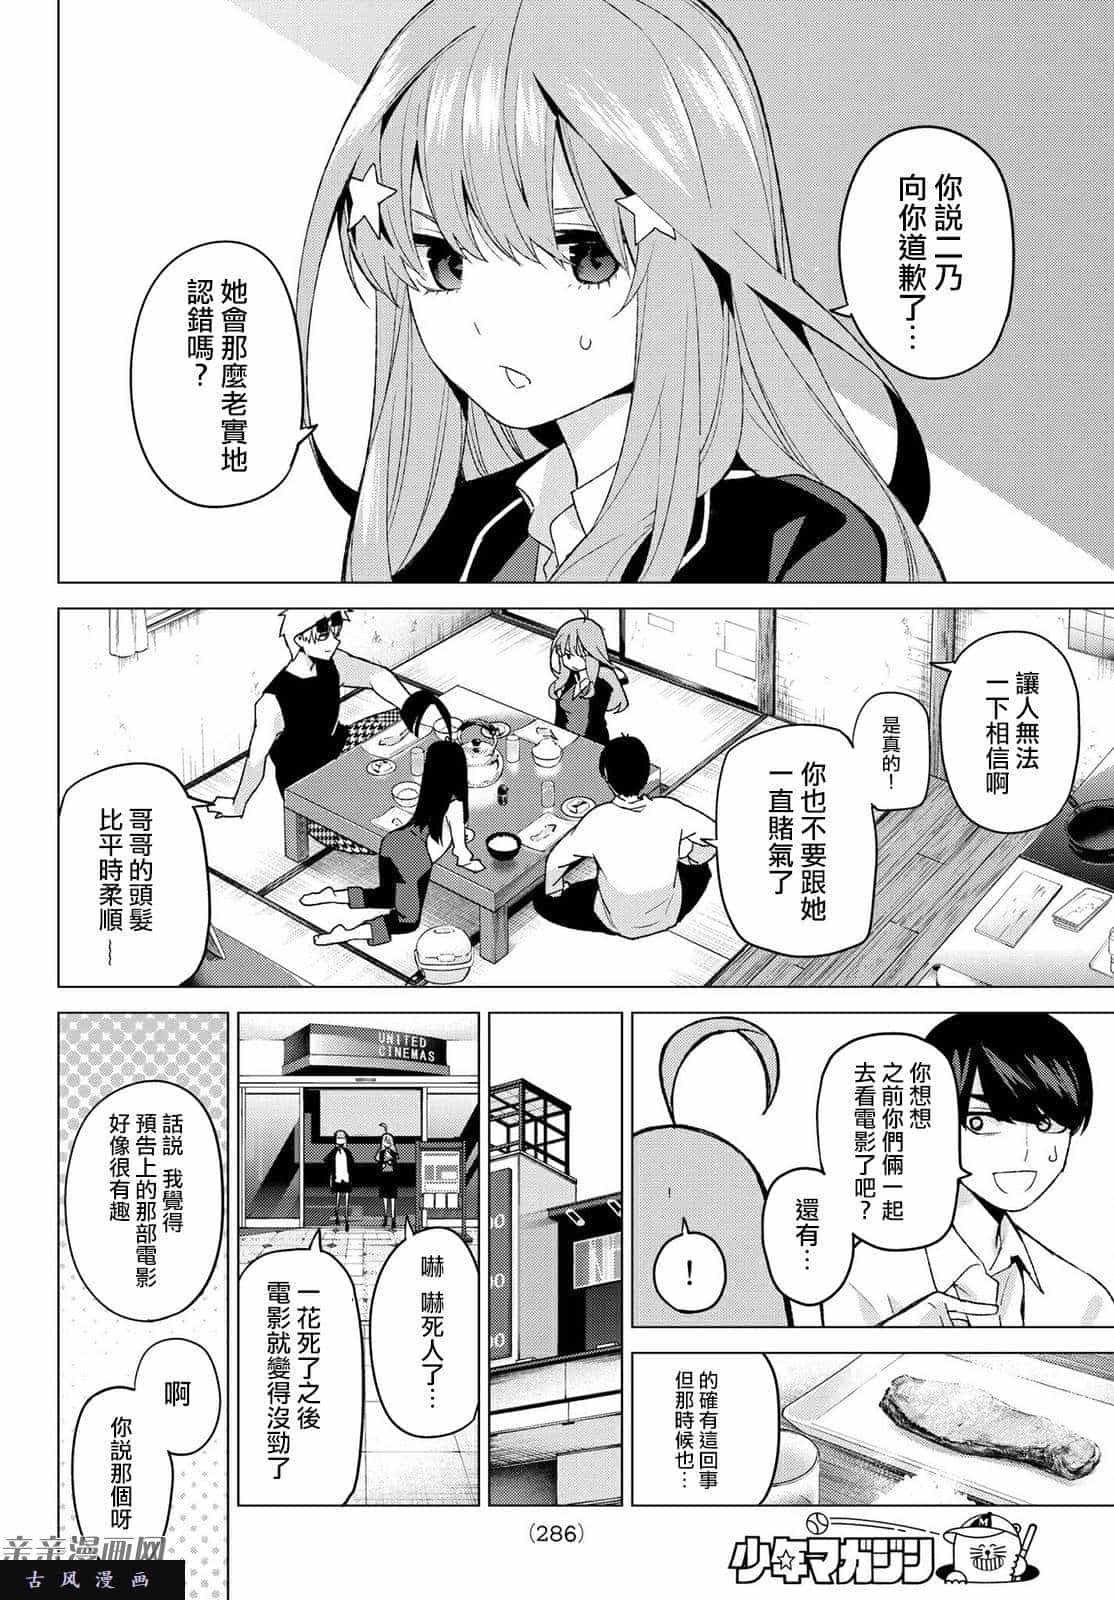 你說二乃
向你道歉了…
她會那麼老實地
認錯嗎?
讓人無法
一下相信啊
是真的!
你也不要跟她
一直賭氣了
哥哥的頭髮
比平時柔順~
你想想
之前你們倆一起
去看電影了吧?
還有…
!
的確有這回事
但那時候也…
UNITED
CINEMAS
嚇 嚇死人了…
一花死了之後
電影就變得沒勁了
話説 我覺得
預告上的那部電影
好像很有趣
啊
你説那個呀
(286)
少年マガジン
M
亲亲漫画网
古风漫画